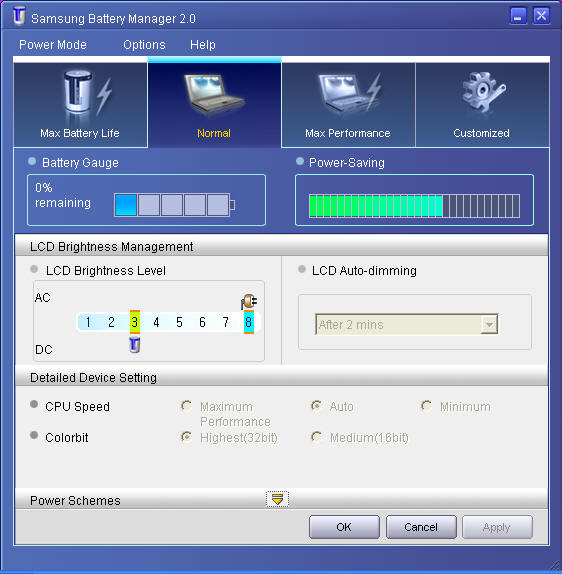 Samsung Battery Manager 2.0
Power Mode Options Help
Max Battery Life Normal Max Performance Customized
Battery Gauge Power-Saving
0%
remaining
LCD Brightness Management
LCD Brightness Level LCD Auto-dimming
AC
1 2 3 4 5 6 7 8
After 2 mins
DC
Detailed Device Setting
CPU Speed Maximum Performance Auto Minimum
Colorbit Highest(32bit) Medium(16bit)
Power Schemes
OK Cancel Apply